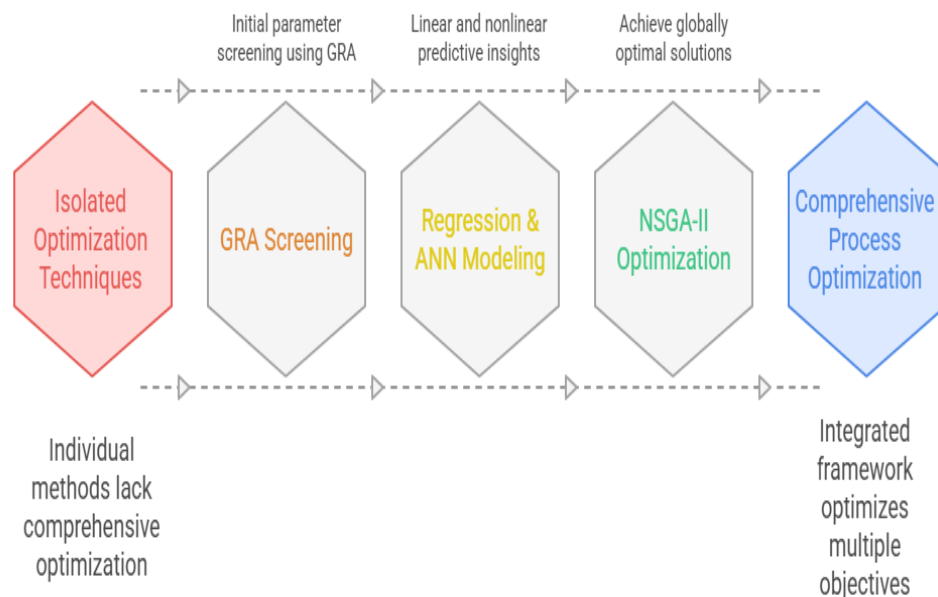 Initial parameter
screening using GRA
Linear and nonlinear
predictive insights
Achieve globally
optimal solutions
Isolated
Optimization
Techniques
GRA Screening
Regression &
ANN Modeling
NSGA-II
Optimization
Comprehensive
Process
Optimization
Individual
methods lack
comprehensive
optimization
Integrated
framework
optimizes
multiple
objectives